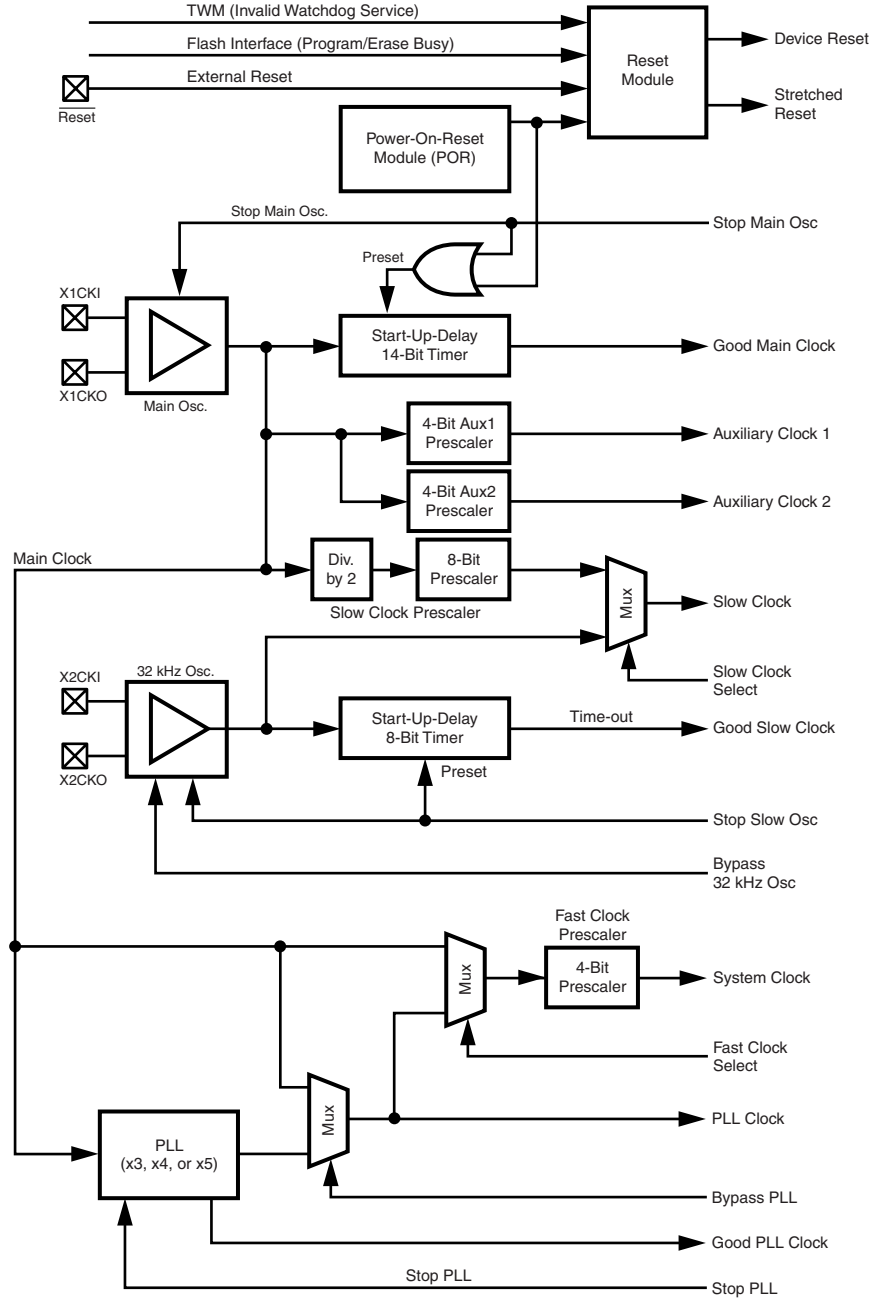 TWM (Invalid Watchdog Service)
Flash Interface (Program/Erase Busy)
External Reset
Reset
Reset
Module
Device Reset
Stretched
Reset
Power-On-Reset
Module (POR)
Stop Main Osc.
Stop Main Osc
Preset
X1CKI
X1CKO
Main Osc.
Start-Up-Delay
14-Bit Timer
Good Main Clock
4-Bit Aux1
Prescaler
Auxiliary Clock 1
4-Bit Aux2
Prescaler
Auxiliary Clock 2
Main Clock
Div.
by 2
8-Bit
Prescaler
Slow Clock Prescaler
Mux
Slow Clock
Slow Clock
Select
32 kHz Osc.
X2CKI
X2CKO
Start-Up-Delay
8-Bit Timer
Time-out
Good Slow Clock
Preset
Stop Slow Osc
Bypass
32 kHz Osc
Fast Clock
Prescaler
Mux
4-Bit
Prescaler
System Clock
Fast Clock
Select
Mux
PLL Clock
PLL
(x3, x4, or x5)
Bypass PLL
Good PLL Clock
Stop PLL
Stop PLL